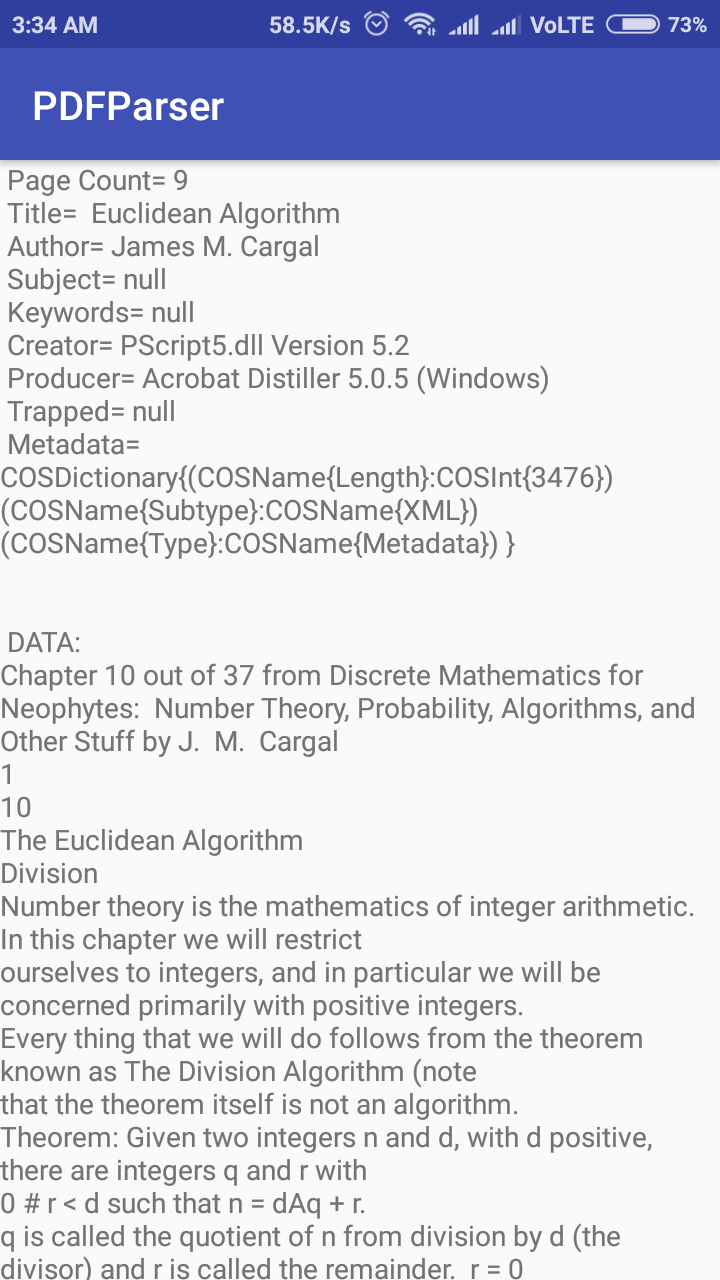 3:34 AM 58.5K/s VoLTE 73%
PDFParser
Page Count= 9
Title=  Euclidean Algorithm
Author= James M. Cargal
Subject= null
Keywords= null
Creator= PScript5.dll Version 5.2
Producer= Acrobat Distiller 5.0.5 (Windows)
Trapped= null
Metadata=
COSDictionary{(COSName{Length}:COSInt{3476})
(COSName{Subtype}:COSName{XML})
(COSName{Type}:COSName{Metadata}) }
DATA:
Chapter 10 out of 37 from Discrete Mathematics for
Neophytes:  Number Theory, Probability, Algorithms, and
Other Stuff by J.  M.  Cargal
1
10
The Euclidean Algorithm
Division
Number theory is the mathematics of integer arithmetic.
In this chapter we will restrict
ourselves to integers, and in particular we will be
concerned primarily with positive integers.
Every thing that we will do follows from the theorem
known as The Division Algorithm (note
that the theorem itself is not an algorithm.
Theorem: Given two integers n and d, with d positive,
there are integers q and r with
0 # r < d such that n = dAq + r.
q is called the quotient of n from division by d (the
divisor) and r is called the remainder.  r = 0